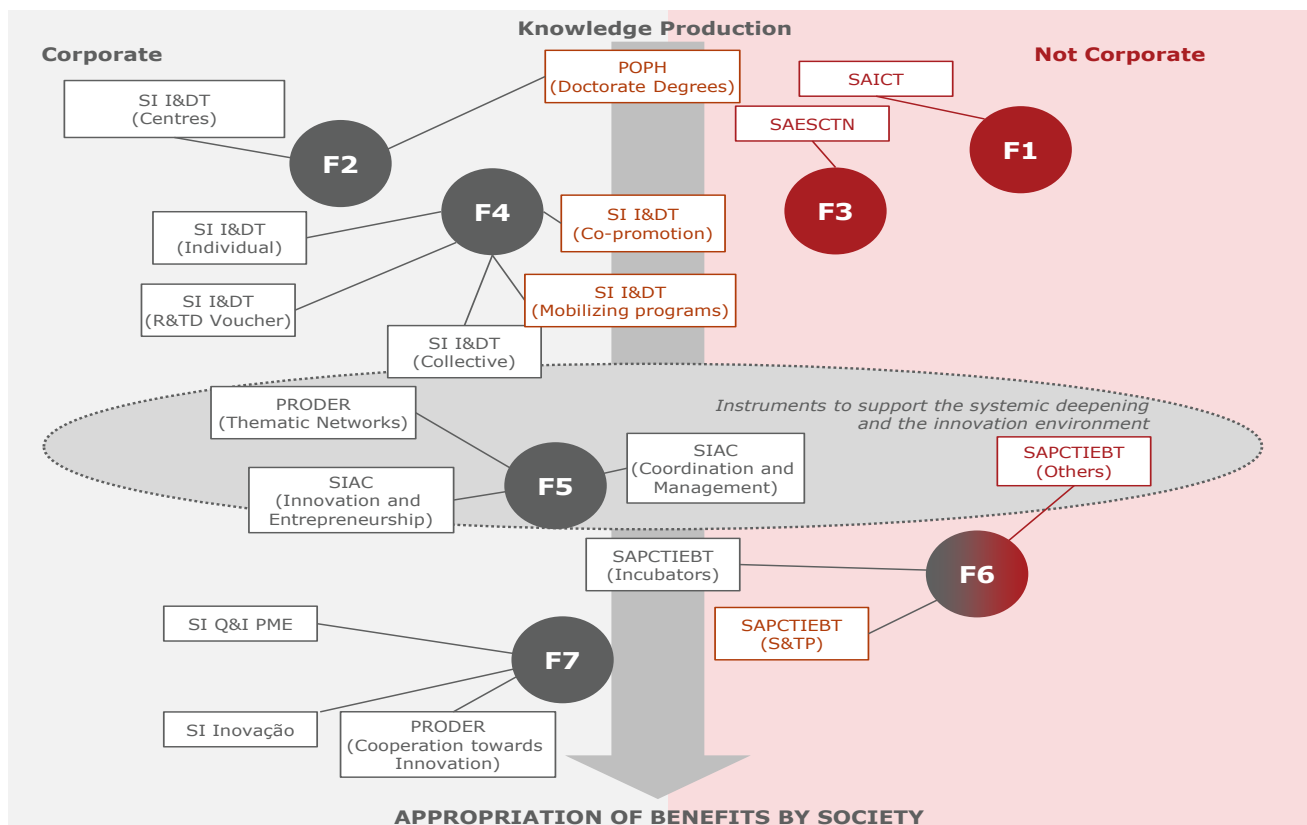 Knowledge Production
Corporate
Not Corporate
POPH
(Doctorate Degrees)
SAICT
SI I&DT
(Centres)
SAESCTN
F2
F1
F4
F3
SI I&DT
(Individual)
SI I&DT
(Co-promotion)
SI I&DT
(R&TD Voucher)
SI I&DT
(Mobilizing programs)
SI I&DT
(Collective)
PRODER
(Thematic Networks)
Instruments to support the systemic deepening
and the innovation environment
SIAC
(Coordination and
Management)
SAPCTIEBT
(Others)
SIAC
(Innovation and
Entrepreneurship)
F5
SAPCTIEBT
(Incubators)
F6
SI Q&I PME
SAPCTIEBT
(S&TP)
F7
SI Inovação
PRODER
(Cooperation towards
Innovation)
APPROPRIATION OF BENEFITS BY SOCIETY